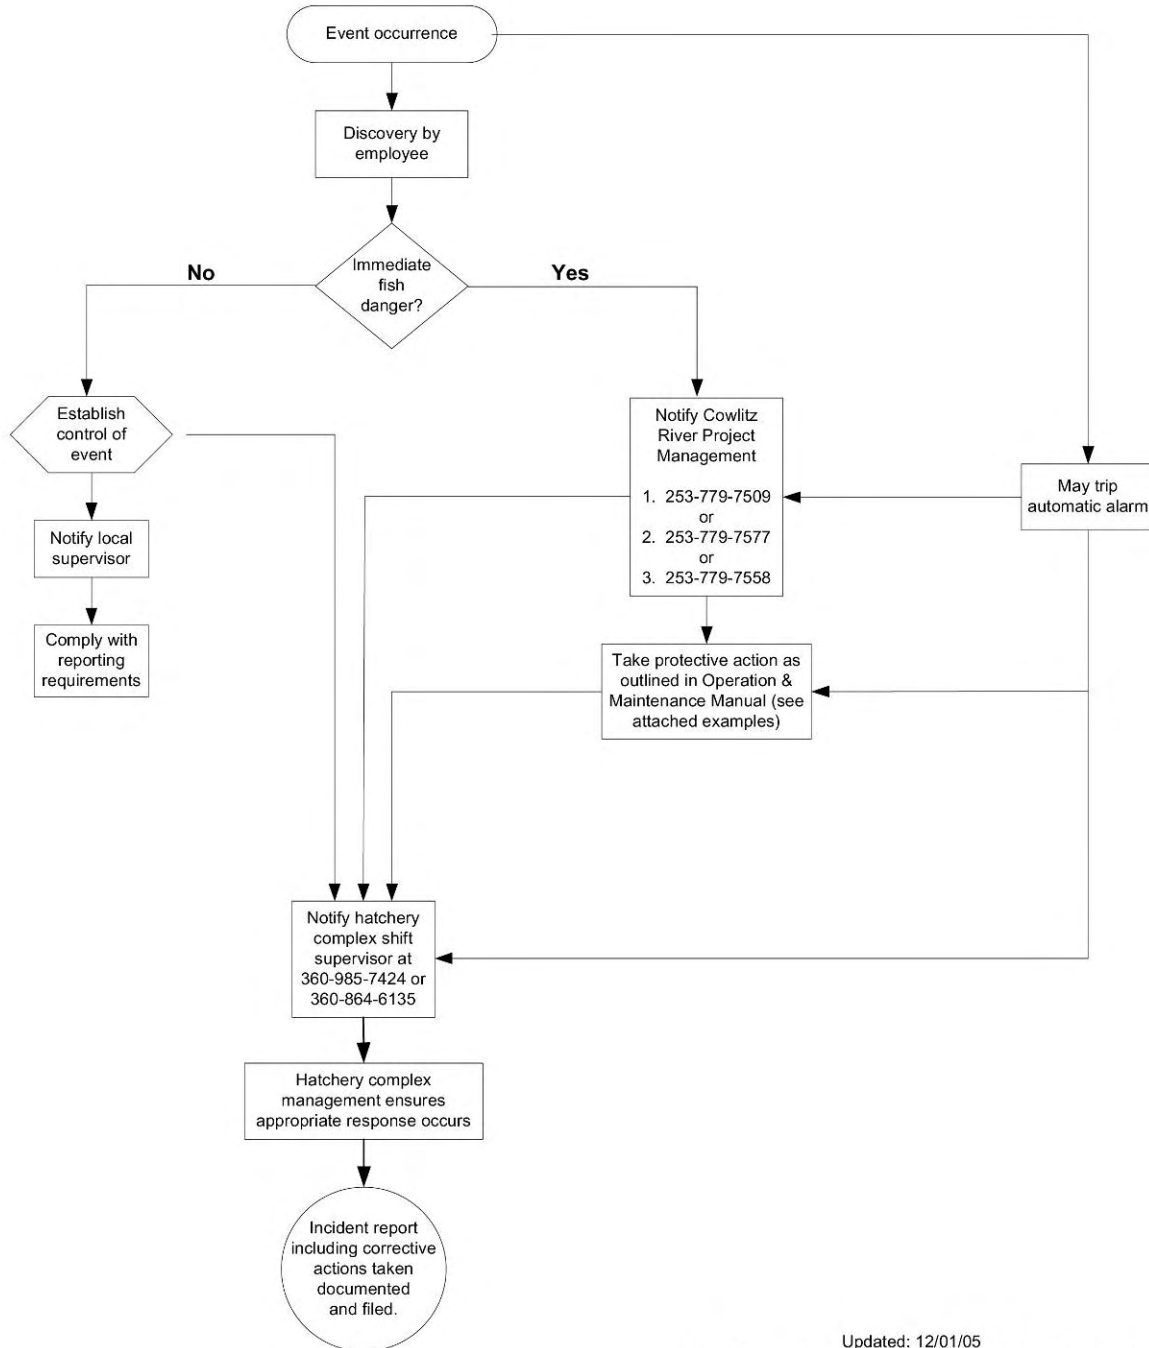 Event occurrence
Discovery by
employee
Immediate
fish
danger?
No
Yes
Establish
control of
event
Notify local
supervisor
Comply with
reporting
requirements
Notify Cowlitz
River Project
Management
1. 253-779-7509
or
2. 253-779-7577
or
3. 253-779-7558
May trip
automatic alarm
Take protective action as
outlined in Operation &
Maintenance Manual (see
attached examples)
Notify hatchery
complex shift
supervisor at
360-985-7424 or
360-864-6135
Hatchery complex
management ensures
appropriate response occurs
Incident report
including corrective
actions taken
documented
and filed.
Updated: 12/01/05